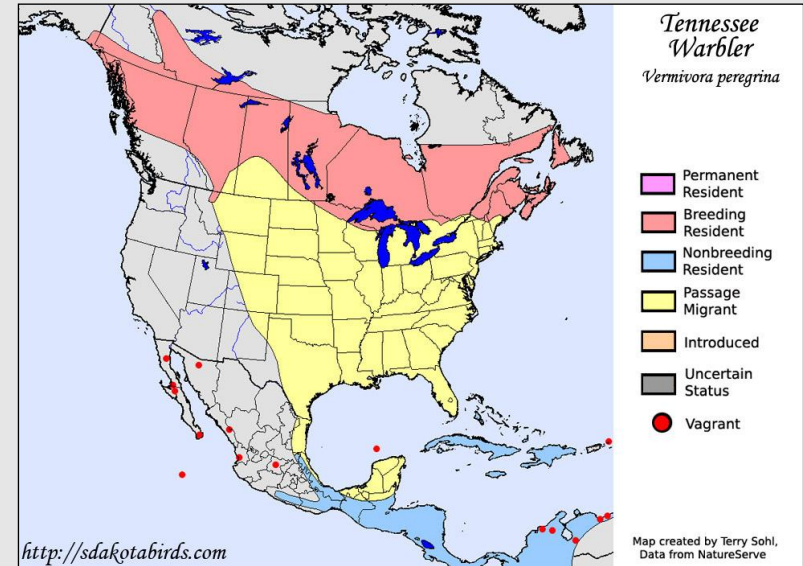 Tennessee
Warbler
Vermivora peregrina
Permanent
Resident
Breeding
Resident
Nonbreeding
Resident
Passage
Migrant
Introduced
Uncertain
Status
Vagrant
Map created by Terry Sohl,
Data from NatureServe
http://sdakotabirds.com